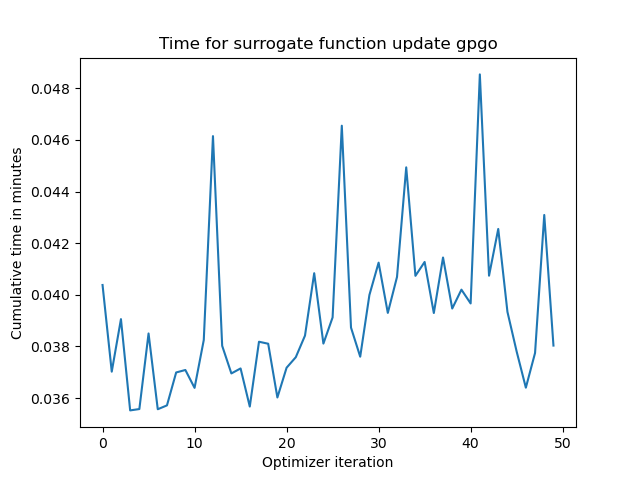 Time for surrogate function update gpgo
0.048
0.046
0.044
0.042
0.040
0.038
0.036
Cumulative time in minutes
0 10 20 30 40 50
Optimizer iteration